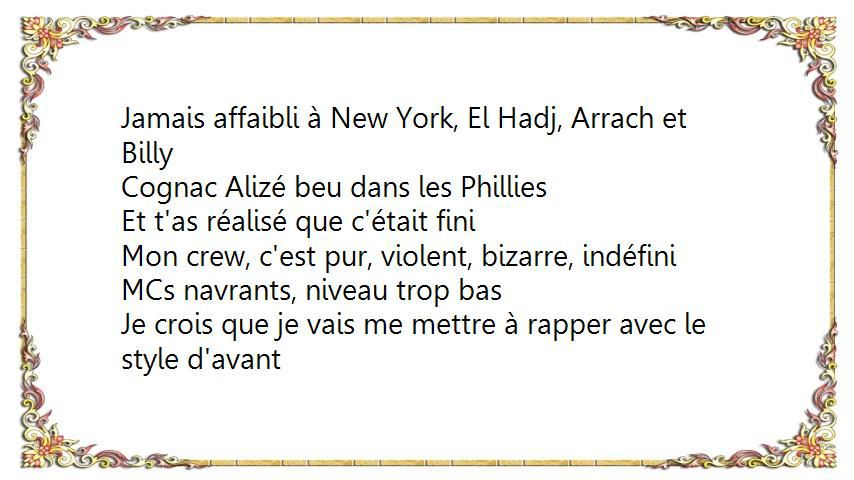 Jamais affaibli à New York, El Hadj, Arrach et
Billy
Cognac Alizé beu dans les Phillies
Et t'as réalisé que c'était fini
Mon crew, c'est pur, violent, bizarre, indéfini
MCs navrants, niveau trop bas
Je crois que je vais me mettre à rapper avec le
style d'avant